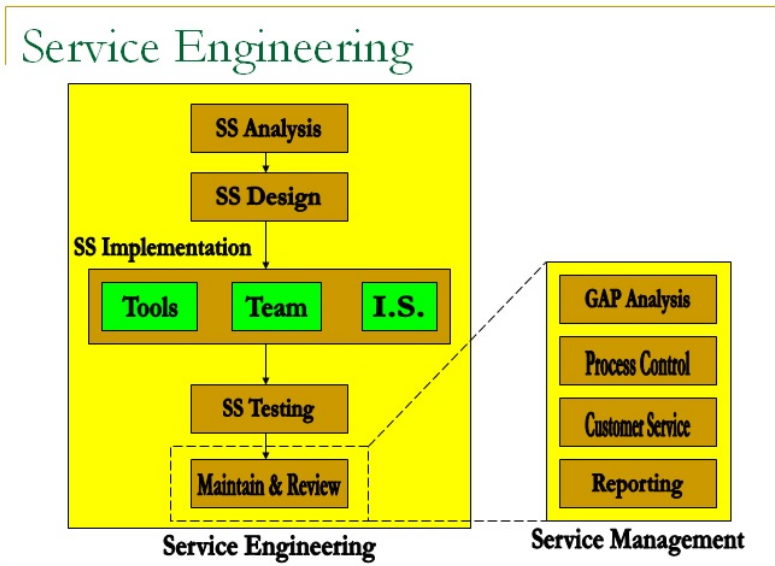 Service Engineering
SS Analysis
SS Design
SS Implementation
Tools
Team
I.S.
SS Testing
Maintain & Review
Service Engineering
GAP Analysis
Process Control
Customer Service
Reporting
Service Management